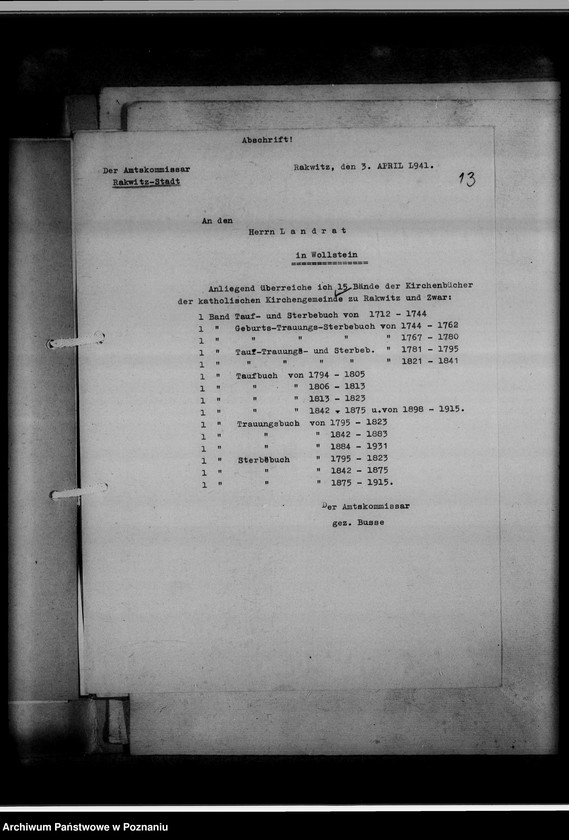 Abschrift!
Der Amtskommissar
Rakwitz-Stadt
Rakwitz, den 3. APRIL 1941.
13
An den
Herrn L a n d r a t
in Wollstein
Anliegend überreiche ich 15 Bände der Kirchenbücher
der katholischen Kirchengemeinde zu Rakwitz und Zwar:
1 Band Tauf- und Sterbebuch von 1712 - 1744
1 " Geburts-Trauungs-Sterbebuch von 1744 - 1762
1 " " " " " 1767 - 1780
1 " Tauf-Trauungs- und Sterbeb. " 1781 - 1795
1 " " " " " " 1821 - 1841
1 " Taufbuch von 1794 - 1805
1 " " " 1806 - 1813
1 " " " 1813 - 1823
1 " " " 1842 - 1875 u.von 1898 - 1915.
1 " Trauungsbuch von 1795 - 1823
1 " " " 1842 - 1883
1 " " " 1884 - 1931
1 " Sterbebuch " 1795 - 1823
1 " " " 1842 - 1875
1 " " " 1875 - 1915.
Der Amtskommissar
gez. Busse
Archiwum Państwowe w Poznaniu